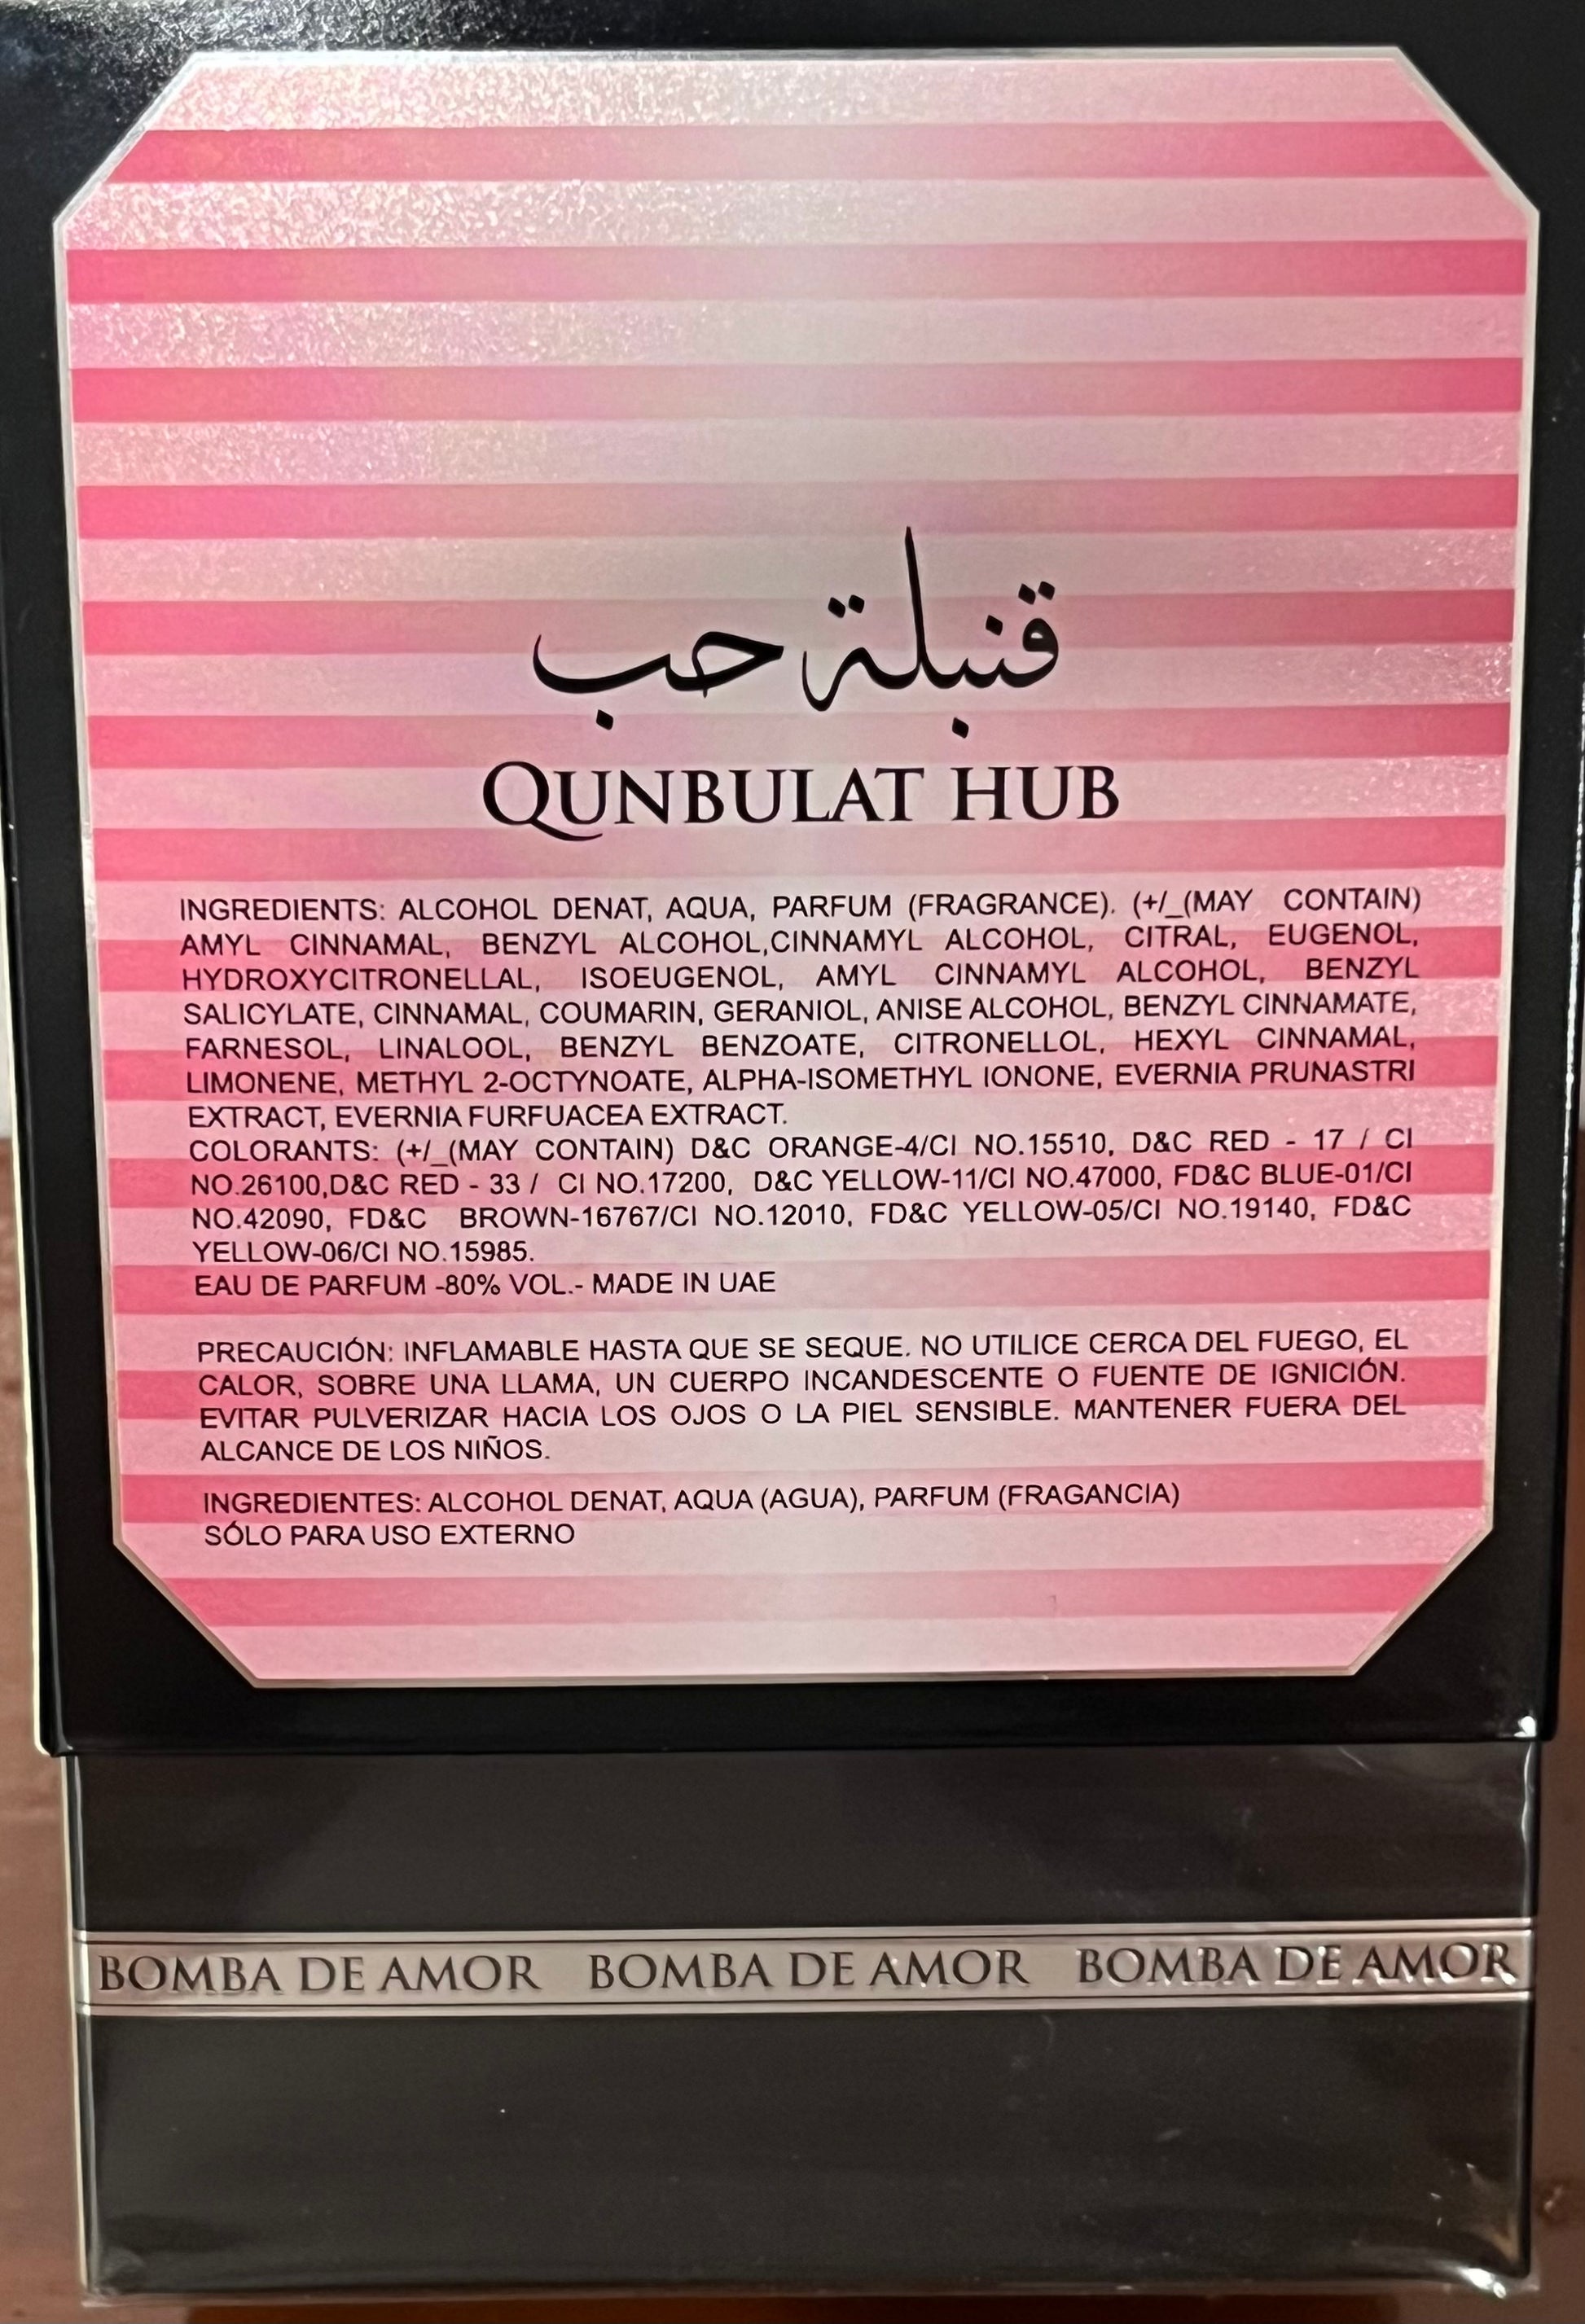 قنبلة حب
QUNBULAT HUB
INGREDIENTS: ALCOHOL DENAT, AQUA, PARFUM (FRAGRANCE). (+/_(MAY CONTAIN)
AMYL CINNAMAL, BENZYL ALCOHOL,CINNAMYL ALCOHOL, CITRAL, EUGENOL,
HYDROXYCITRONELLAL, ISOEUGENOL, AMYL CINNAMYL ALCOHOL, BENZYL
SALICYLATE, CINNAMAL, COUMARIN, GERANIOL, ANISE ALCOHOL, BENZYL CINNAMATE,
FARNESOL, LINALOOL, BENZYL BENZOATE, CITRONELLOL, HEXYL CINNAMAL,
LIMONENE, METHYL 2-OCTYNOATE, ALPHA-ISOMETHYL IONONE, EVERNIA PRUNASTRI
EXTRACT, EVERNIA FURFUACEA EXTRACT.
COLORANTS: (+/_(MAY CONTAIN) D&C ORANGE-4/CI NO.15510, D&C RED - 17 / CI
NO.26100,D&C RED - 33 / CI NO.17200, D&C YELLOW-11/CI NO.47000, FD&C BLUE-01/CI
NO.42090, FD&C BROWN-16767/CI NO.12010, FD&C YELLOW-05/CI NO.19140, FD&C
YELLOW-06/CI NO.15985.
EAU DE PARFUM -80% VOL.- MADE IN UAE
PRECAUCIÓN: INFLAMABLE HASTA QUE SE SEQUE. NO UTILICE CERCA DEL FUEGO, EL
CALOR, SOBRE UNA LLAMA, UN CUERPO INCANDESCENTE O FUENTE DE IGNICIÓN.
EVITAR PULVERIZAR HACIA LOS OJOS O LA PIEL SENSIBLE. MANTENER FUERA DEL
ALCANCE DE LOS NIÑOS.
INGREDIENTES: ALCOHOL DENAT, AQUA (AGUA), PARFUM (FRAGANCIA)
SÓLO PARA USO EXTERNO
BOMBA DE AMOR BOMBA DE AMOR BOMBA DE AMOR